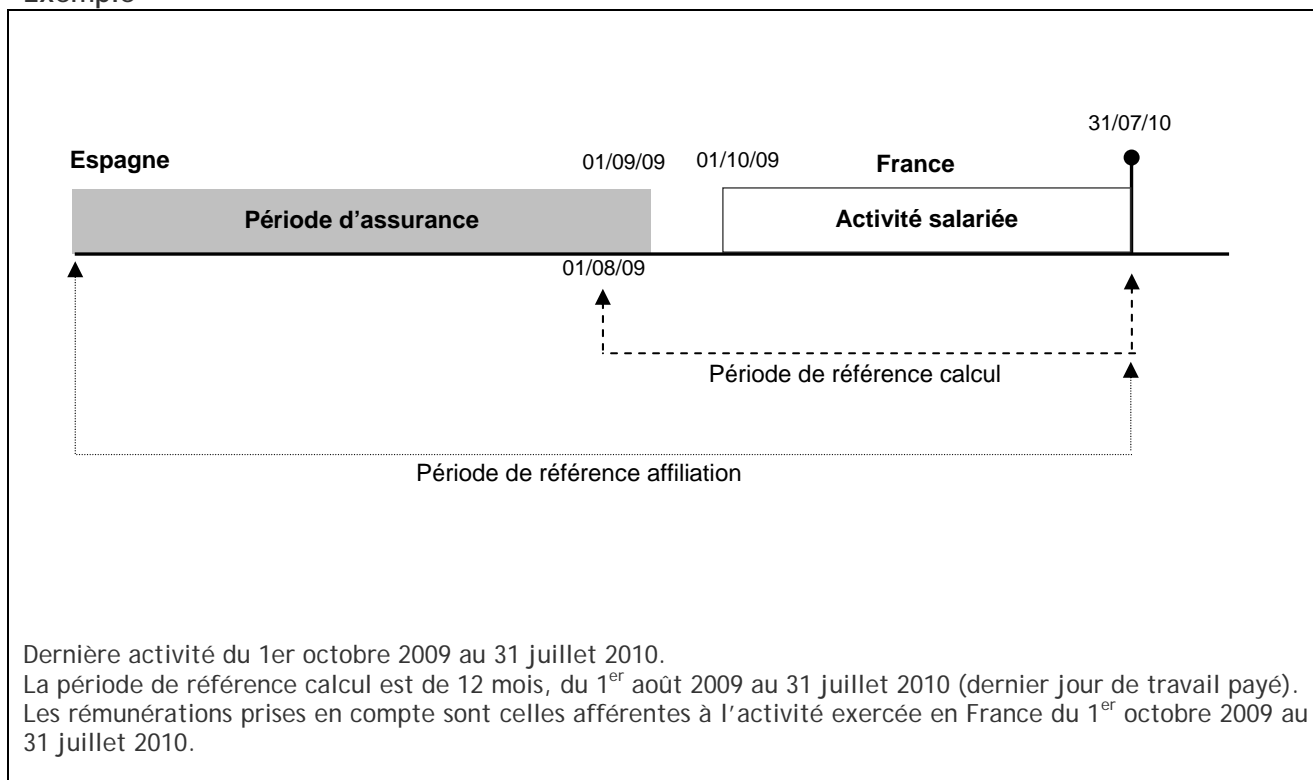 Exemple
31/07/10
Espagne 01/09/09 01/10/09 France
Période d'assurance Activité salariée
01/08/09
Période de référence calcul
Période de référence affiliation
Dernière activité du 1er octobre 2009 au 31 juillet 2010.
La période de référence calcul est de 12 mois, du 1er août 2009 au 31 juillet 2010 (dernier jour de travail payé).
Les rémunérations prises en compte sont celles afférentes à l'activité exercée en France du 1er octobre 2009 au
31 juillet 2010.